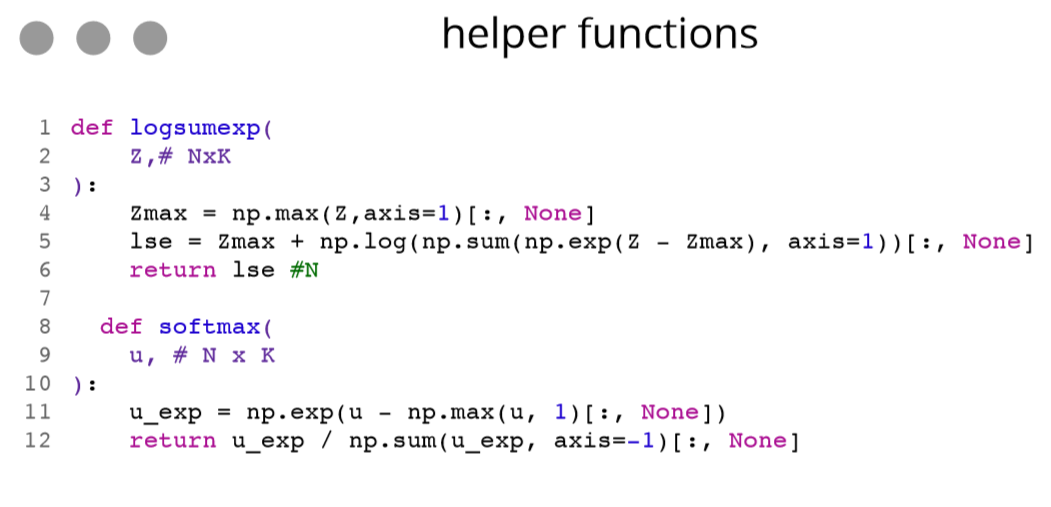 helper functions
1 def logsumexp(
2 Z,# NxK
3 ):
4 Zmax = np.max(Z,axis=1)[:, None]
5 lse = Zmax + np.log(np.sum(np.exp(Z - Zmax), axis=1))[:, None]
6 return lse #N
7
8 def softmax(
9 u, # N x K
10 ):
11 u_exp = np.exp(u - np.max(u, 1)[:, None])
12 return u_exp / np.sum(u_exp, axis=-1)[:, None]